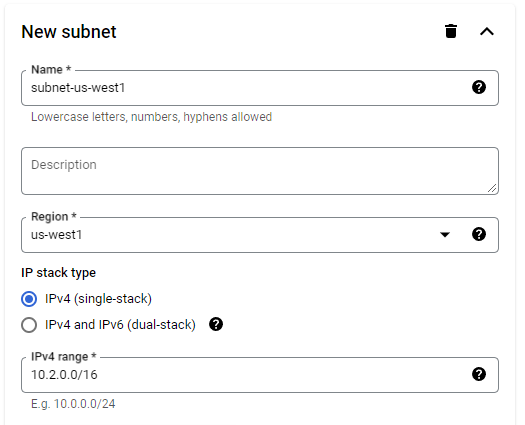 New subnet
Name *
subnet-us-west1
Lowercase letters, numbers, hyphens allowed
Description
Region *
us-west1
IP stack type
IPv4 (single-stack)
IPv4 and IPv6 (dual-stack)
IPv4 range *
10.2.0.0/16
E.g. 10.0.0.0/24